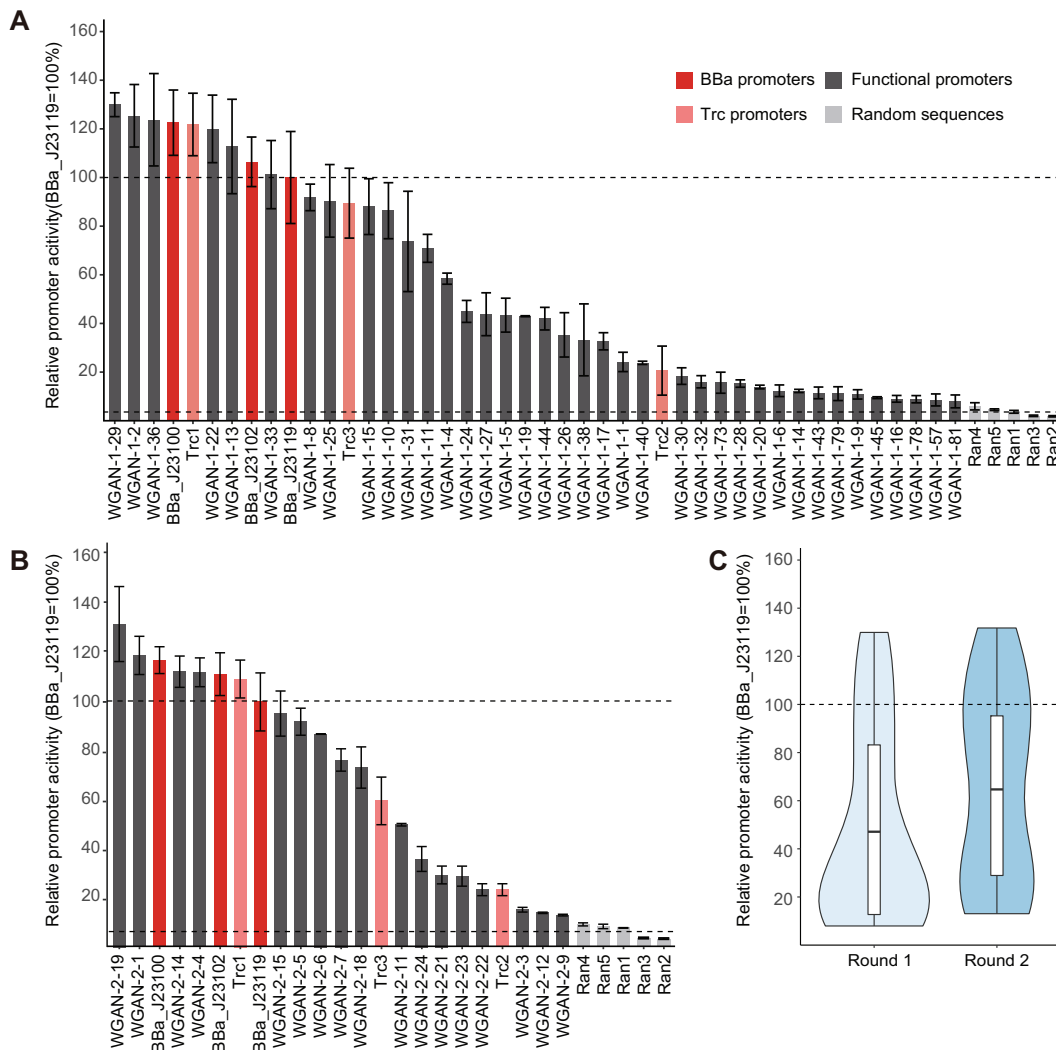 A
Relative promoter acitivity(BBa_J23119=100%)
160
140
120
100
80
60
40
20
BBa promoters
Functional promoters
Trc promoters
Random sequences
WGAN-1-29
WGAN-1-2
WGAN-1-36
BBa_J23100
Trc1
WGAN-1-22
WGAN-1-13
BBa_J23102
WGAN-1-33
BBa_J23119
WGAN-1-8
WGAN-1-25
Trc3
WGAN-1-15
WGAN-1-10
WGAN-1-31
WGAN-1-11
WGAN-1-4
WGAN-1-24
WGAN-1-27
WGAN-1-5
WGAN-1-19
WGAN-1-44
WGAN-1-26
WGAN-1-38
WGAN-1-17
WGAN-1-1
WGAN-1-40
Trc2
WGAN-1-30
WGAN-1-32
WGAN-1-73
WGAN-1-28
WGAN-1-20
WGAN-1-6
WGAN-1-14
WGAN-1-43
WGAN-1-79
WGAN-1-9
WGAN-1-45
WGAN-1-16
WGAN-1-78
WGAN-1-57
WGAN-1-81
Ran4
Ran5
Ran1
Ran3
Ran2
B
Relative promoter acitivity (BBa_J23119=100%)
160
140
120
100
80
60
40
20
WGAN-2-19
WGAN-2-1
BBa_J23100
WGAN-2-14
WGAN-2-4
BBa_J23102
Trc1
BBa_J23119
WGAN-2-15
WGAN-2-5
WGAN-2-6
WGAN-2-7
WGAN-2-18
Trc3
WGAN-2-11
WGAN-2-24
WGAN-2-21
WGAN-2-23
WGAN-2-22
Trc2
WGAN-2-3
WGAN-2-12
WGAN-2-9
Ran4
Ran5
Ran1
Ran3
Ran2
C
Relative promoter acitivity (BBa_J23119=100%)
160
140
120
100
80
60
40
20
Round 1
Round 2